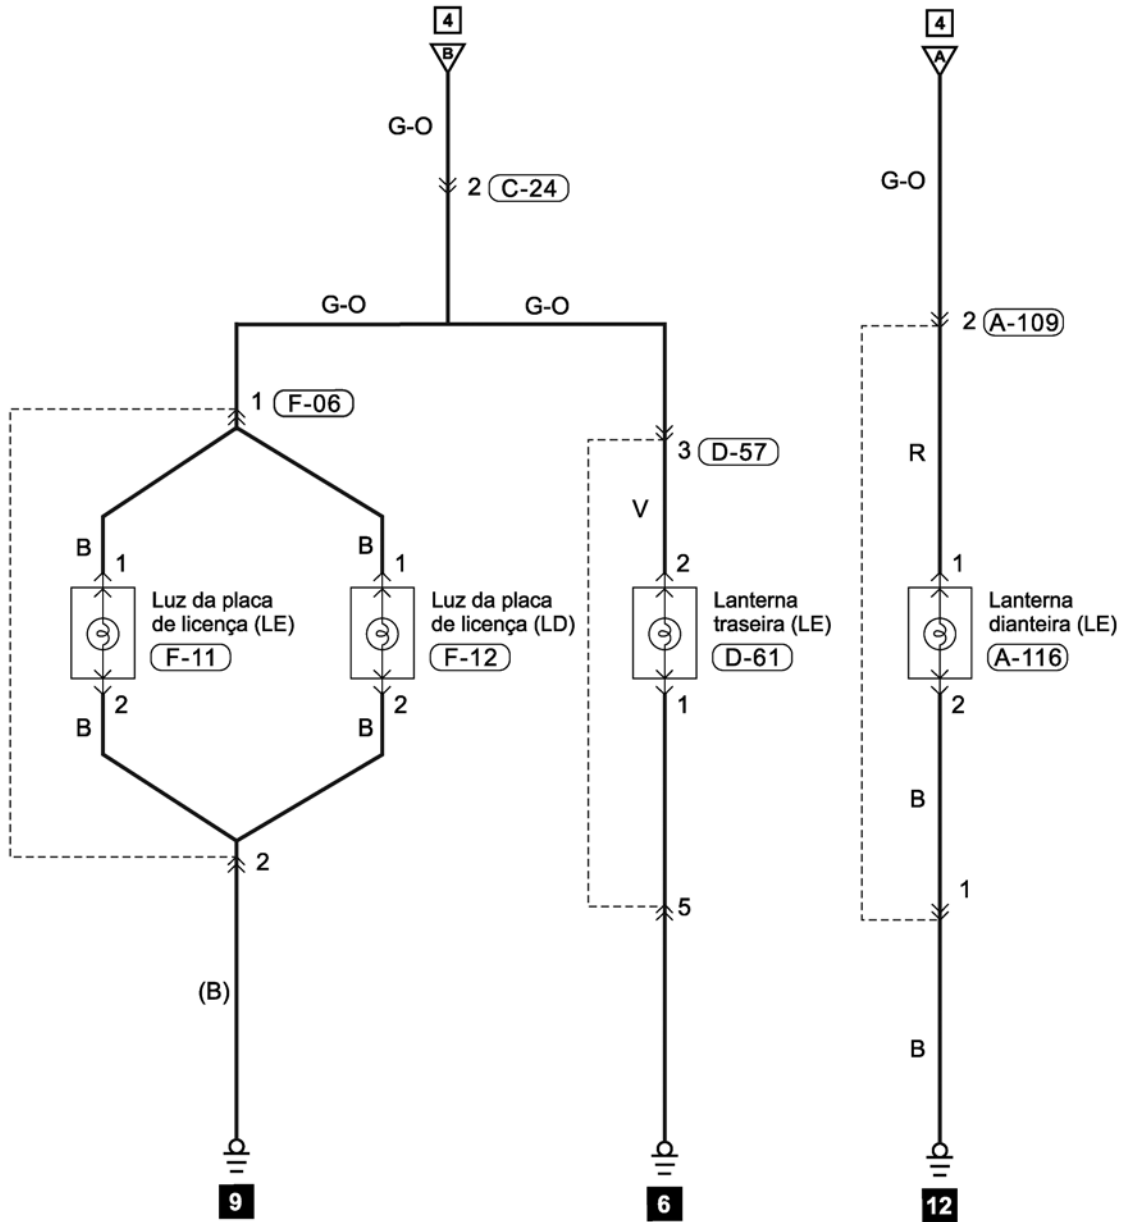 4
4
B
A
G-O
G-O
2 C-24
G-O
G-O
2 A-109
1 F-06
3 D-57
R
V
B
1
B
1
2
1
Luz da placa
de licença (LE)
F-11
Luz da placa
de licença (LD)
F-12
Lanterna
traseira (LE)
D-61
Lanterna
dianteira (LE)
A-116
2
B
2
B
1
2
B
2
5
1
(B)
B
9
6
12